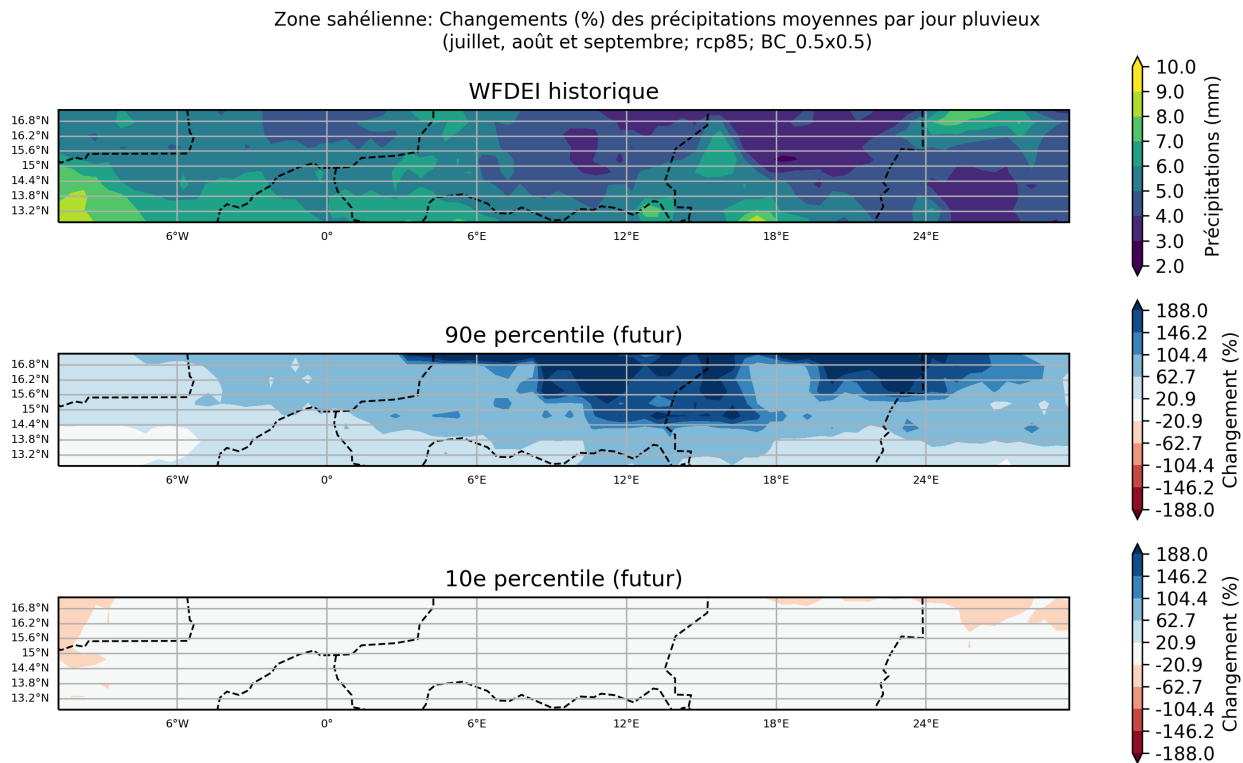 Zone sahélienne: Changements (%) des précipitations moyennes par jour pluvieux
(juillet, août et septembre; rcp85; BC_0.5x0.5)
WFDEI historique
16.8°N
16.2°N
15.6°N
15°N
14.4°N
13.8°N
13.2°N
6°W
0°
6°E
12°E
18°E
24°E
10.0
9.0
8.0
7.0
6.0
5.0
4.0
3.0
2.0
Précipitations (mm)
90e percentile (futur)
16.8°N
16.2°N
15.6°N
15°N
14.4°N
13.8°N
13.2°N
6°W
0°
6°E
12°E
18°E
24°E
188.0
146.2
104.4
62.7
20.9
-20.9
-62.7
-104.4
-146.2
-188.0
Changement (%)
10e percentile (futur)
16.8°N
16.2°N
15.6°N
15°N
14.4°N
13.8°N
13.2°N
6°W
0°
6°E
12°E
18°E
24°E
188.0
146.2
104.4
62.7
20.9
-20.9
-62.7
-104.4
-146.2
-188.0
Changement (%)